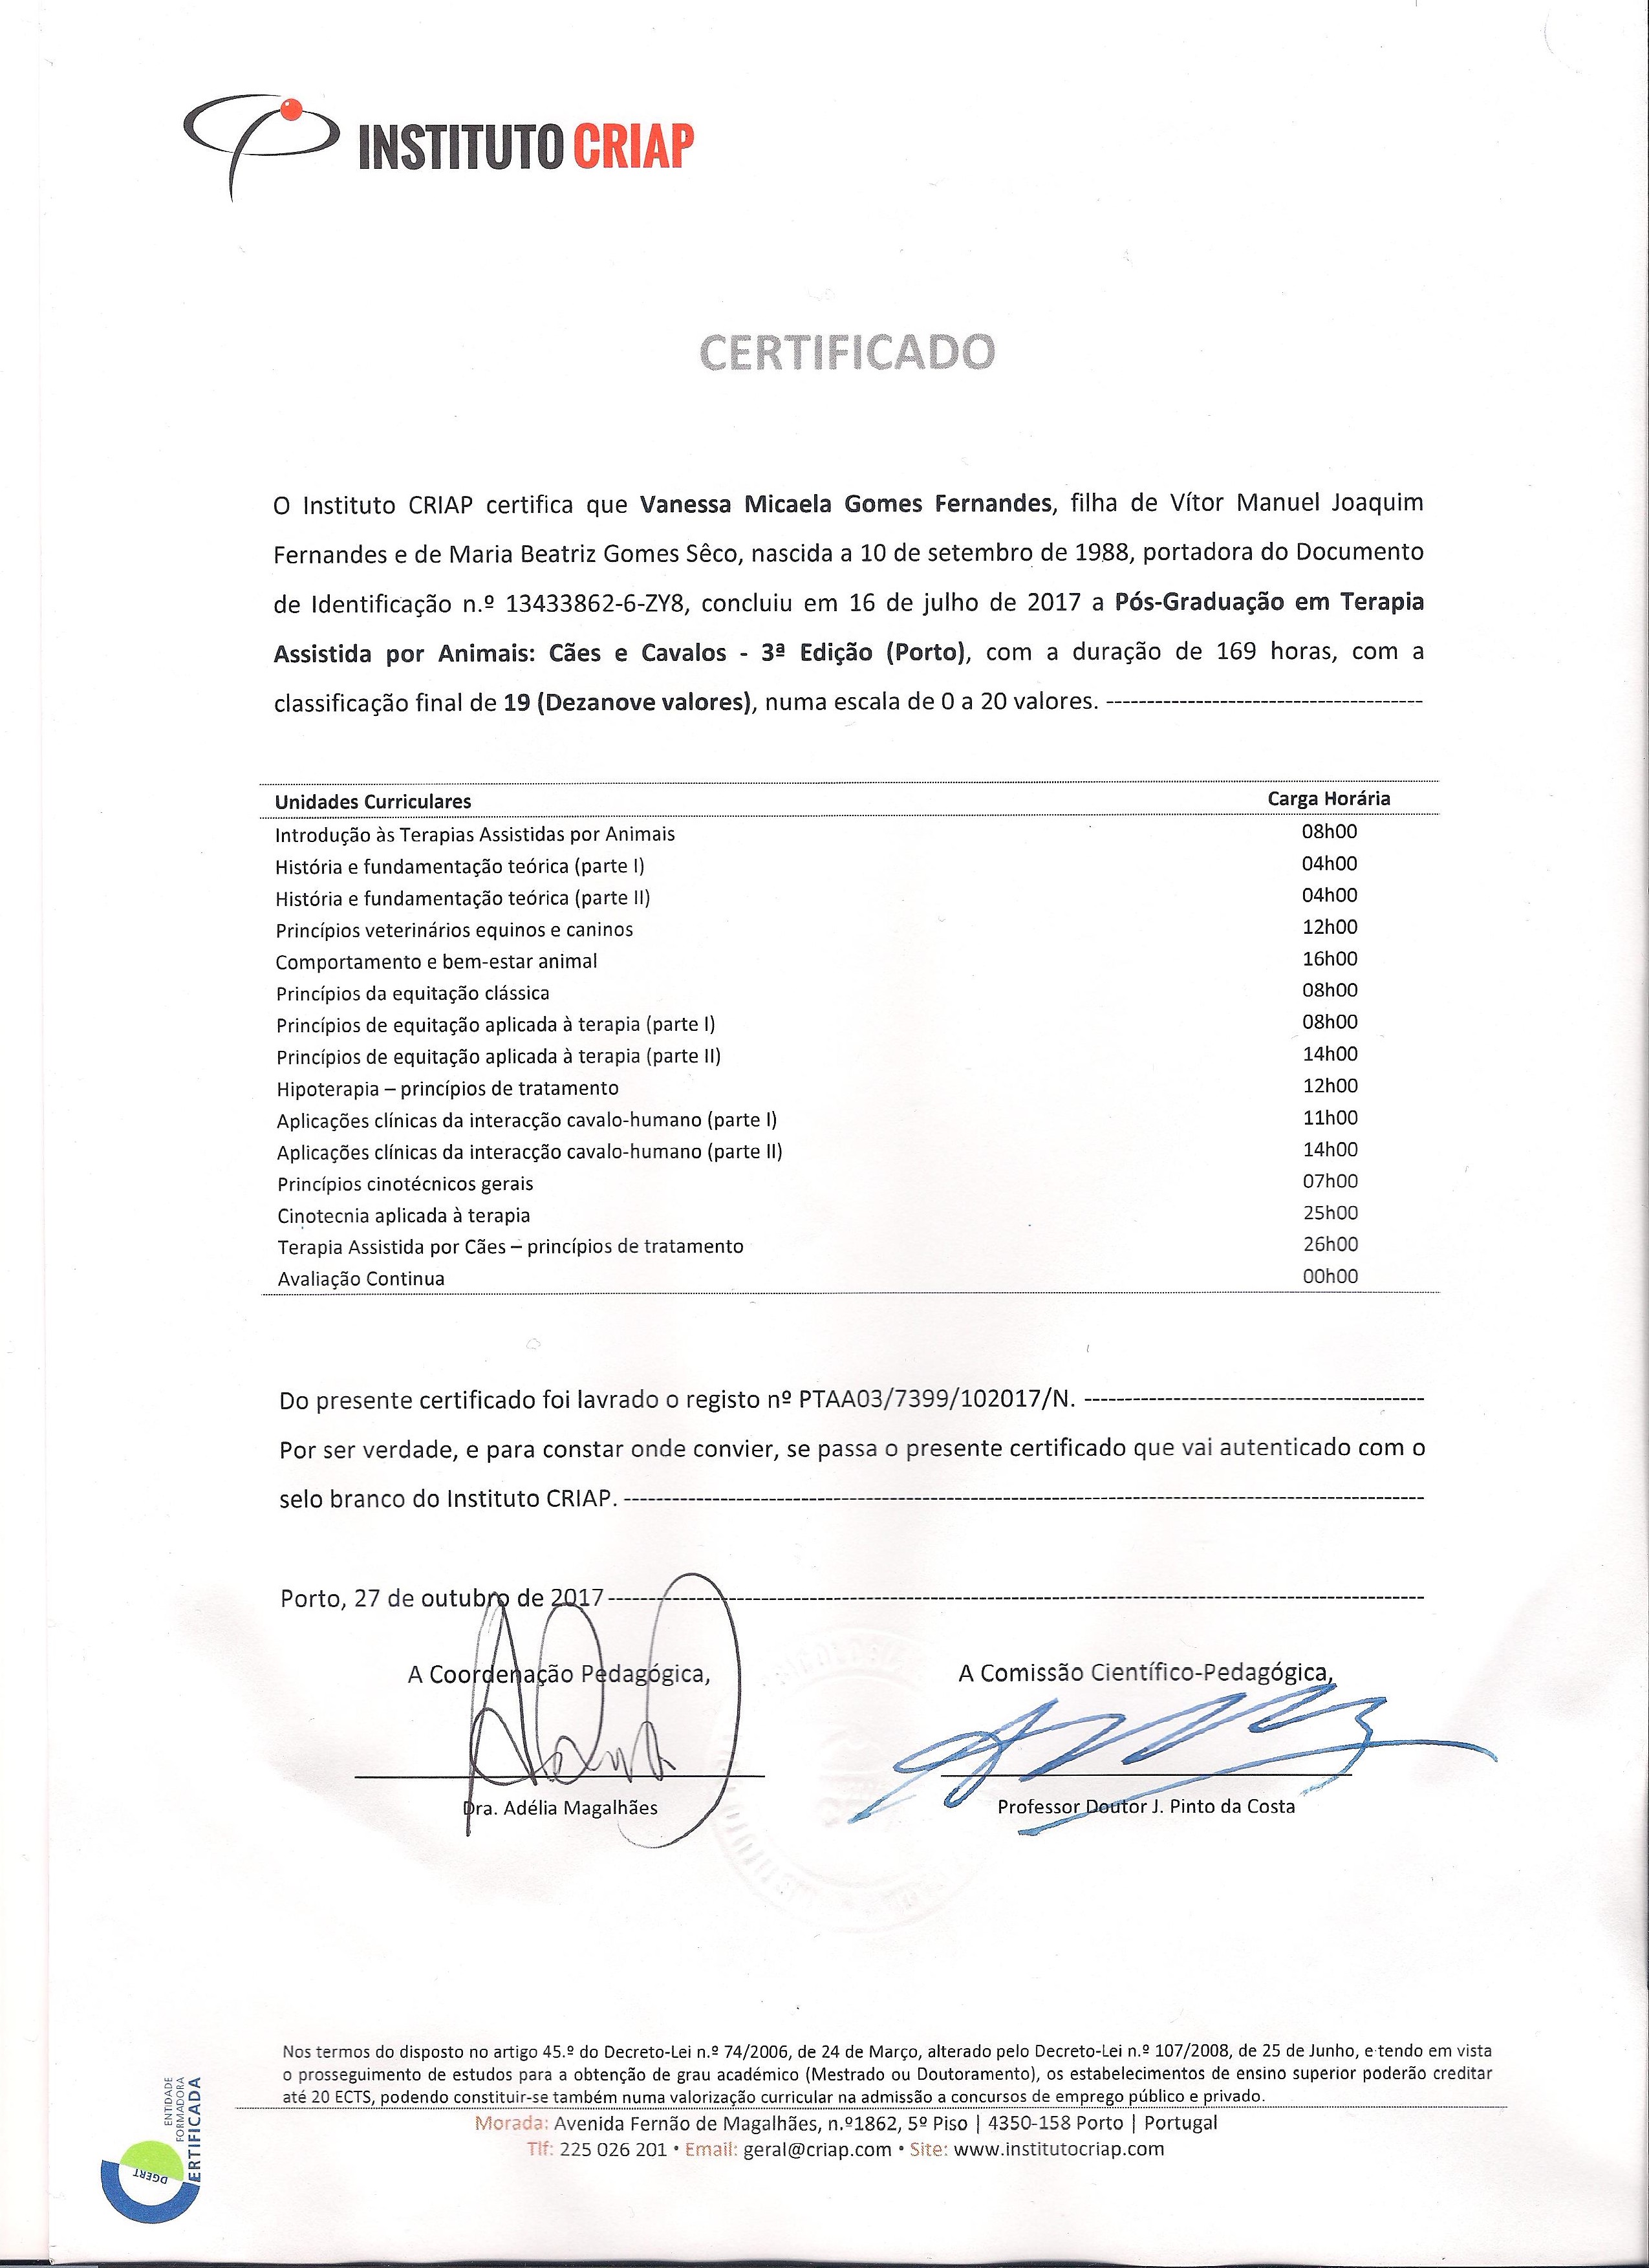 INSTITUTO CRIAP
CERTIFICADO
O Instituto CRIAP certifica que Vanessa Micaela Gomes Fernandes, filha de Vítor Manuel Joaquim
Fernandes e de Maria Beatriz Gomes Sêco, nascida a 10 de setembro de 1988, portadora do Documento
de Identificação n.º 13433862-6-ZY8, concluiu em 16 de julho de 2017 a Pós-Graduação em Terapia
Assistida por Animais: Cães e Cavalos - 3ª Edição (Porto), com a duração de 169 horas, com a
classificação final de 19 (Dezanove valores), numa escala de 0 a 20 valores. ---------------------------------------
Unidades Curriculares Carga Horária
Introdução às Terapias Assistidas por Animais 08h00
História e fundamentação teórica (parte I) 04h00
História e fundamentação teórica (parte II) 04h00
Princípios veterinários equinos e caninos 12h00
Comportamento e bem-estar animal 16h00
Princípios da equitação clássica 08h00
Princípios de equitação aplicada à terapia (parte I) 08h00
Princípios de equitação aplicada à terapia (parte II) 14h00
Hipoterapia – princípios de tratamento 12h00
Aplicações clínicas da interacção cavalo-humano (parte I) 11h00
Aplicações clínicas da interacção cavalo-humano (parte II) 14h00
Princípios cinotécnicos gerais 07h00
Cinotecnia aplicada à terapia 25h00
Terapia Assistida por Cães – princípios de tratamento 26h00
Avaliação Continua 00h00
Do presente certificado foi lavrado o registo nº PTAA03/7399/102017/N. ------------------------------------------
Por ser verdade, e para constar onde convier, se passa o presente certificado que vai autenticado com o
selo branco do Instituto CRIAP. ---------------------------------------------------------------------------------------------------
Porto, 27 de outubro de 2017-----------------------------------------------------------------------------------------------------
A Coordenação Pedagógica, A Comissão Científico-Pedagógica,
Dra. Adélia Magalhães Professor Doutor J. Pinto da Costa
Nos termos do disposto no artigo 45.º do Decreto-Lei n.º 74/2006, de 24 de Março, alterado pelo Decreto-Lei n.º 107/2008, de 25 de Junho, e tendo em vista
o prosseguimento de estudos para a obtenção de grau académico (Mestrado ou Doutoramento), os estabelecimentos de ensino superior poderão creditar
até 20 ECTS, podendo constituir-se também numa valorização curricular na admissão a concursos de emprego público e privado.
Morada: Avenida Fernão de Magalhães, n.º1862, 5º Piso | 4350-158 Porto | Portugal
Tlf: 225 026 201 • Email: geral@criap.com • Site: www.institutocriap.com
ENTIDADE
FORMADORA
CERTIFICADA
DGERT